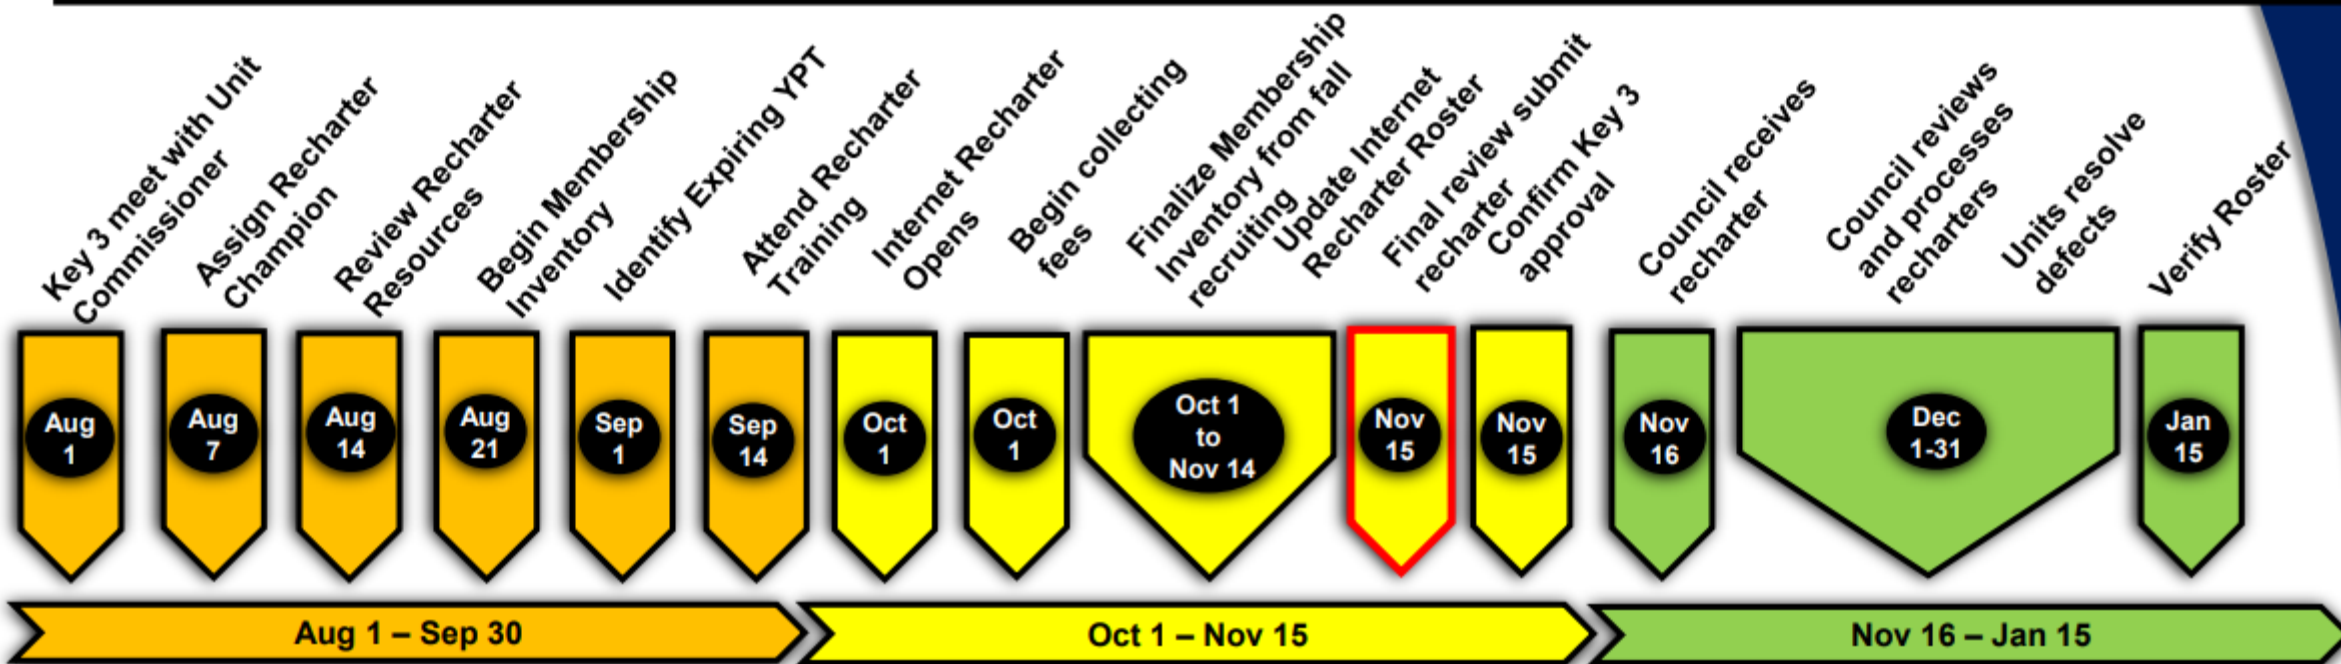 Key 3 meet with Unit
Commissioner
Assign Recharter
Champion
Review Recharter
Resources
Begin Membership
Inventory
Identify Expiring YPT
Attend Recharter
Training
Internet Recharter
Opens
Begin collecting
fees
Finalize Membership
Inventory from fall
recruiting
Update Internet
Recharter Roster
Final review submit
recharter
Confirm Key 3
approval
Council receives
recharter
Council reviews
and processes
recharters
Units resolve
defects
Verify Roster
Aug
1
Aug
7
Aug
14
Aug
21
Sep
1
Sep
14
Oct
1
Oct
1
Oct 1
to
Nov 14
Nov
15
Nov
15
Nov
16
Dec
1-31
Jan
15
Aug 1 – Sep 30
Oct 1 – Nov 15
Nov 16 – Jan 15